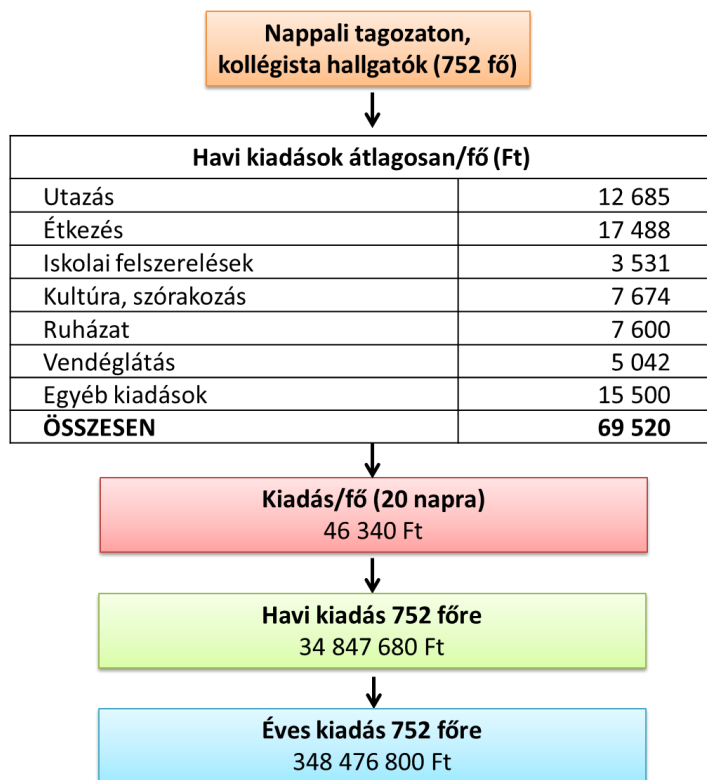 Nappali tagozaton,
kollégista hallgatók (752 fő)
Havi kiadások átlagosan/fő (Ft)
Utazás 12 685
Étkezés 17 488
Iskolai felszerelések 3 531
Kultúra, szórakozás 7 674
Ruházat 7 600
Vendéglátás 5 042
Egyéb kiadások 15 500
ÖSSZESEN 69 520
Kiadás/fő (20 napra)
46 340 Ft
Havi kiadás 752 főre
34 847 680 Ft
Éves kiadás 752 főre
348 476 800 Ft